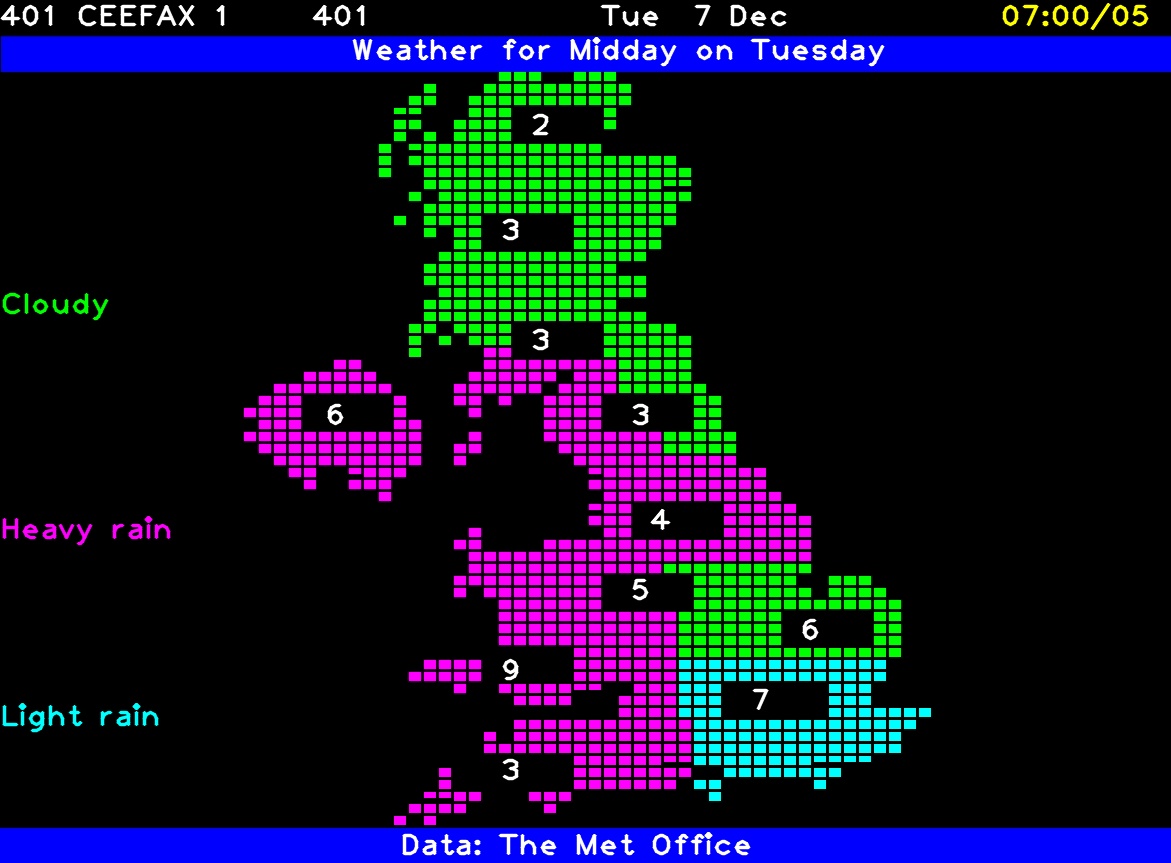 401 CEEFAX 1 401 Tue 7 Dec 07:00/05
Weather for Midday on Tuesday
2
3
Cloudy
3
6 3
Heavy rain 4
5
6
9
Light rain 7
3
Data: The Met Office